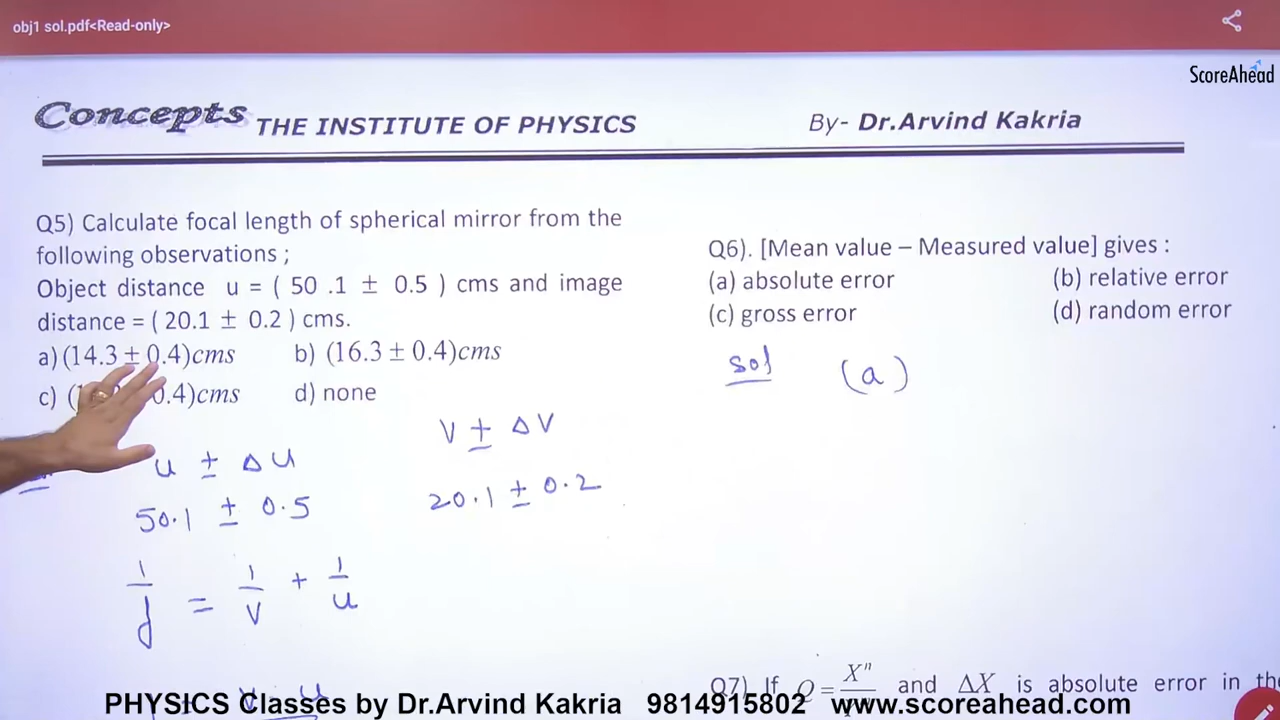 obj1 sol.pdf<Read-only>
ScoreAhead
Concepts THE INSTITUTE OF PHYSICS By- Dr.Arvind Kakria
Q5) Calculate focal length of spherical mirror from the
following observations ;
Object distance u = ( 50 .1 ± 0.5 ) cms and image
distance = ( 20.1 ± 0.2 ) cms.
a) (14.3 ± 0.4)cms b) (16.3 ± 0.4)cms
c) ( 0.4)cms d) none
u ± Δu
50.1 ± 0.5
V ± ΔV
20.1 ± 0.2
1/f = 1/v + 1/u
Q6). [Mean value – Measured value] gives :
(a) absolute error (b) relative error
(c) gross error (d) random error
sol (a)
Q7) If Q = X^n and ΔX is absolute error in the
PHYSICS Classes by Dr.Arvind Kakria 9814915802 www.scoreahead.com